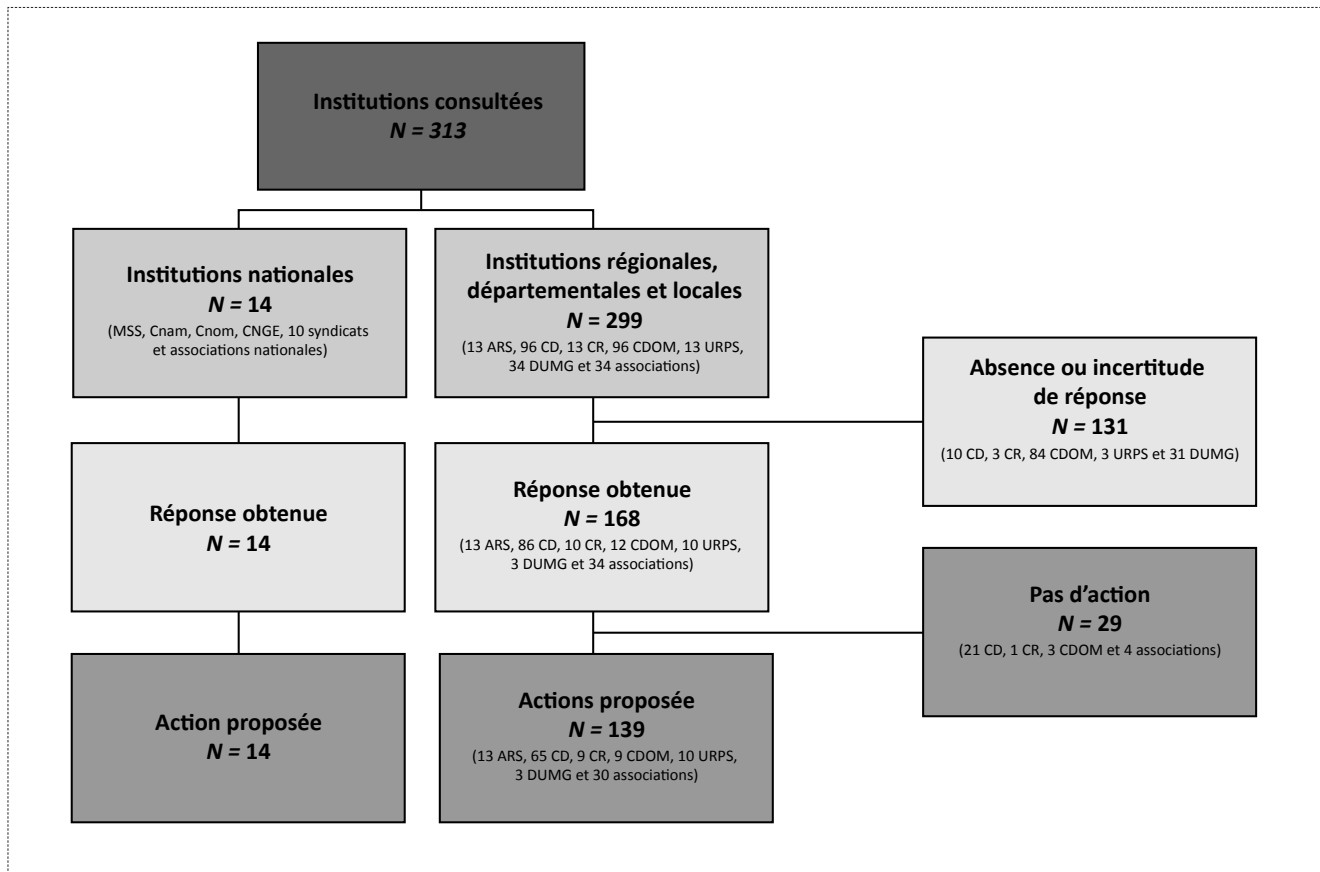 Institutions consultées
N = 313
Institutions nationales
N = 14
(MSS, Cnam, Cnom, CNGE, 10 syndicats
et associations nationales)
Institutions régionales,
départementales et locales
N = 299
(13 ARS, 96 CD, 13 CR, 96 CDOM, 13 URPS,
34 DUMG et 34 associations)
Absence ou incertitude
de réponse
N = 131
(10 CD, 3 CR, 84 CDOM, 3 URPS et 31 DUMG)
Réponse obtenue
N = 14
Réponse obtenue
N = 168
(13 ARS, 86 CD, 10 CR, 12 CDOM, 10 URPS,
3 DUMG et 34 associations)
Pas d’action
N = 29
(21 CD, 1 CR, 3 CDOM et 4 associations)
Action proposée
N = 14
Actions proposée
N = 139
(13 ARS, 65 CD, 9 CR, 9 CDOM, 10 URPS,
3 DUMG et 30 associations)